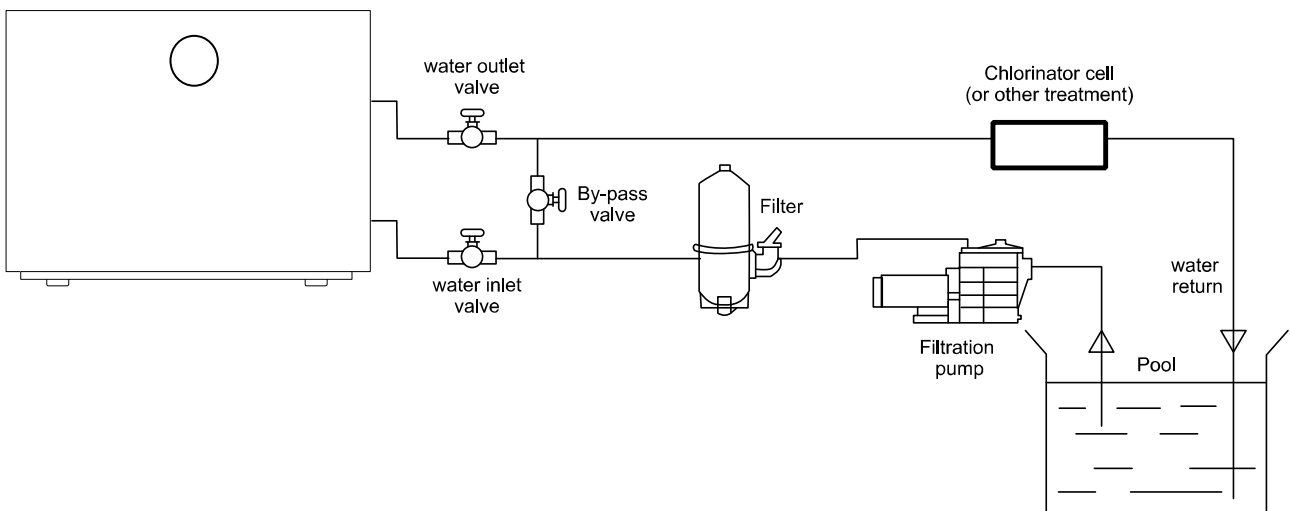 water outlet
valve
Chlorinator cell
(or other treatment)
By-pass
valve
Filter
water inlet
valve
water
return
Filtration
pump
Pool